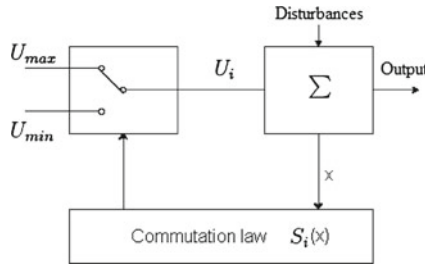 Disturbances
U_max
U_i
Σ
Output
U_min
x
Commutation law S_i(x)